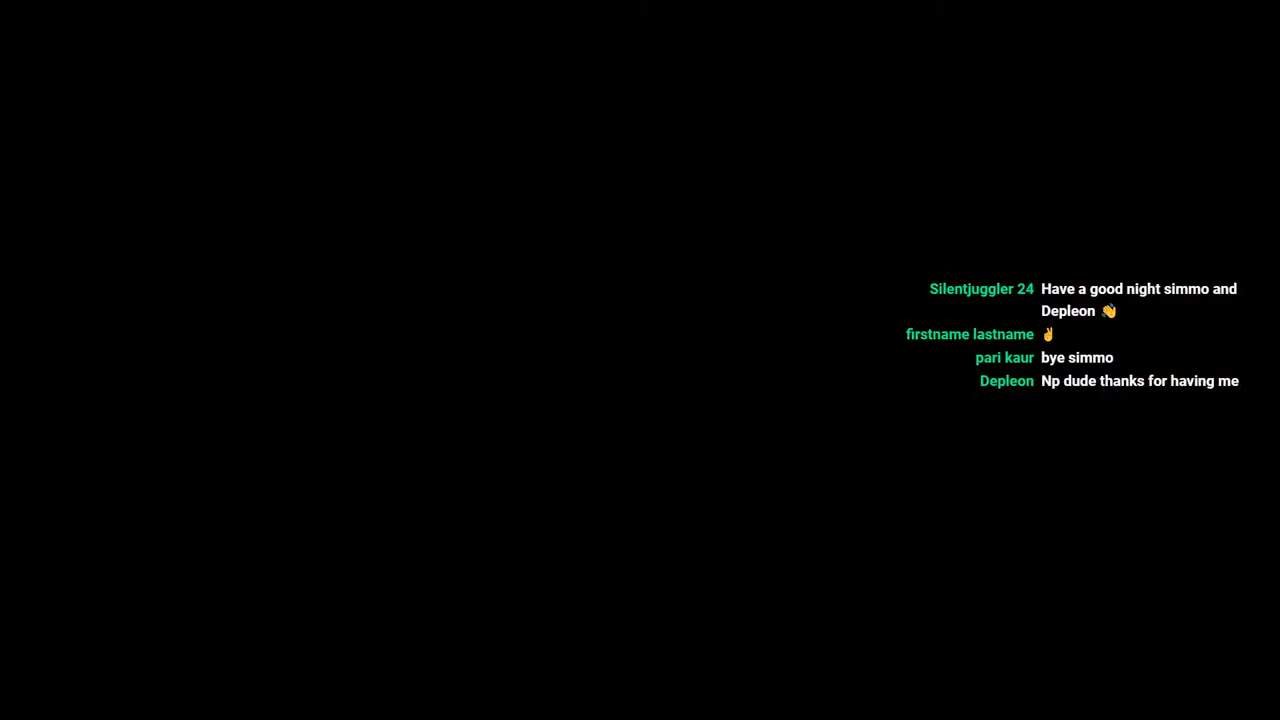 Silentjuggler 24 Have a good night simmo and
Depleon 👋
firstname lastname ✌
pari kaur bye simmo
Depleon Np dude thanks for having me